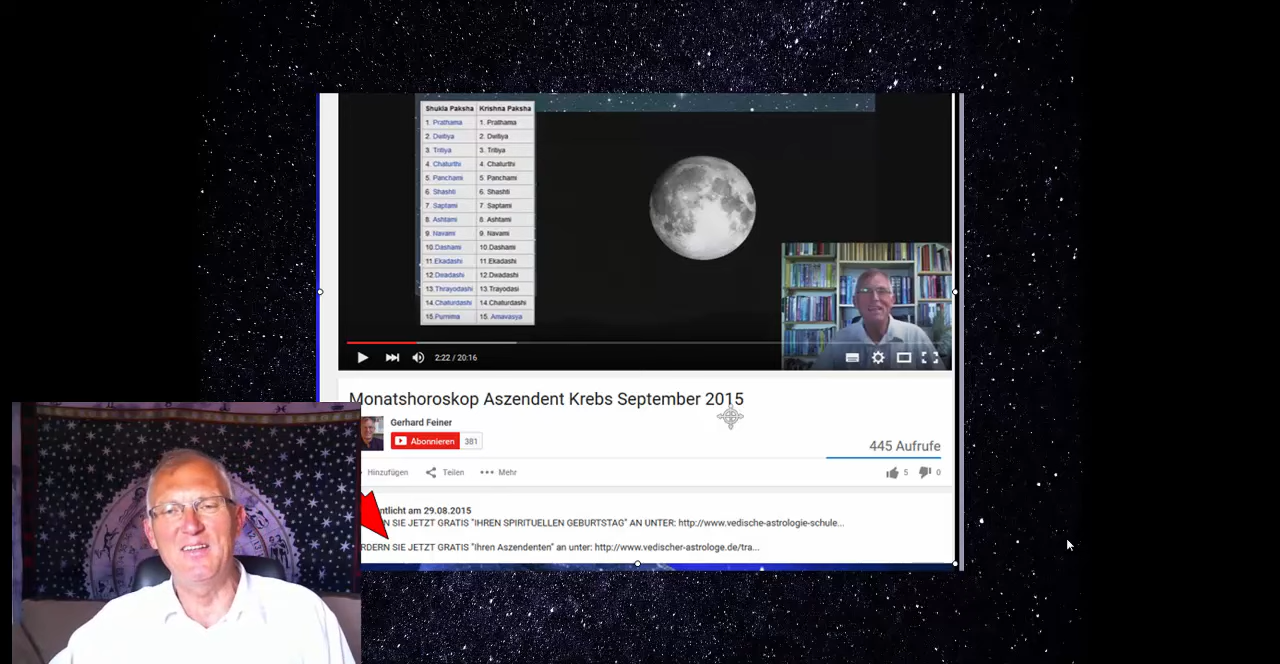 Shukla Paksha Krishna Paksha
1. Prathama 1. Prathama
2. Dwitiya 2. Dwitiya
3. Tritiya 3. Tritiya
4. Chaturthi 4. Chaturthi
5. Panchami 5. Panchami
6. Shashti 6. Shashti
7. Saptami 7. Saptami
8. Ashtami 8. Ashtami
9. Navami 9. Navami
10.Dashami 10.Dashami
11.Ekadashi 11.Ekadashi
12.Dwadashi 12.Dwadashi
13.Thrayodashi 13.Trayodasi
14.Chaturdashi 14.Chaturdashi
15.Purnima 15. Amavasya
2:22 / 20:16
Monatshoroskop Aszendent Krebs September 2015
Gerhard Feiner
Abonnieren 381
445 Aufrufe
Hinzufügen Teilen Mehr 5 0
ntlicht am 29.08.2015
N SIE JETZT GRATIS "IHREN SPIRITUELLEN GEBURTSTAG" AN UNTER: http://www.vedische-astrologie-schule...
RDERN SIE JETZT GRATIS "Ihren Aszendenten" an unter: http://www.vedischer-astrologe.de/tra...